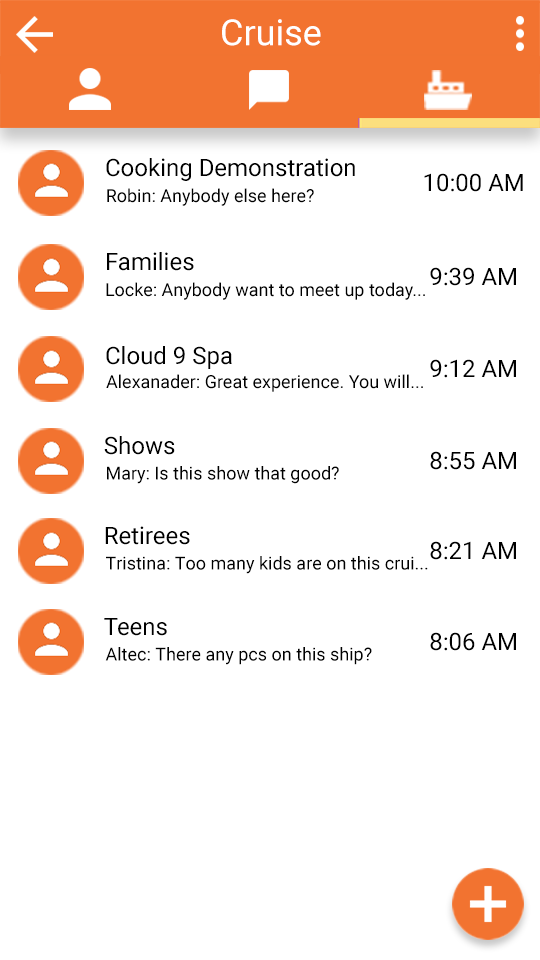 Cruise
Cooking Demonstration
10:00 AM
Robin: Anybody else here?
Families
9:39 AM
Locke: Anybody want to meet up today...
Cloud 9 Spa
9:12 AM
Alexanader: Great experience. You will...
Shows
8:55 AM
Mary: Is this show that good?
Retirees
8:21 AM
Tristina: Too many kids are on this crui...
Teens
8:06 AM
Altec: There any pcs on this ship?